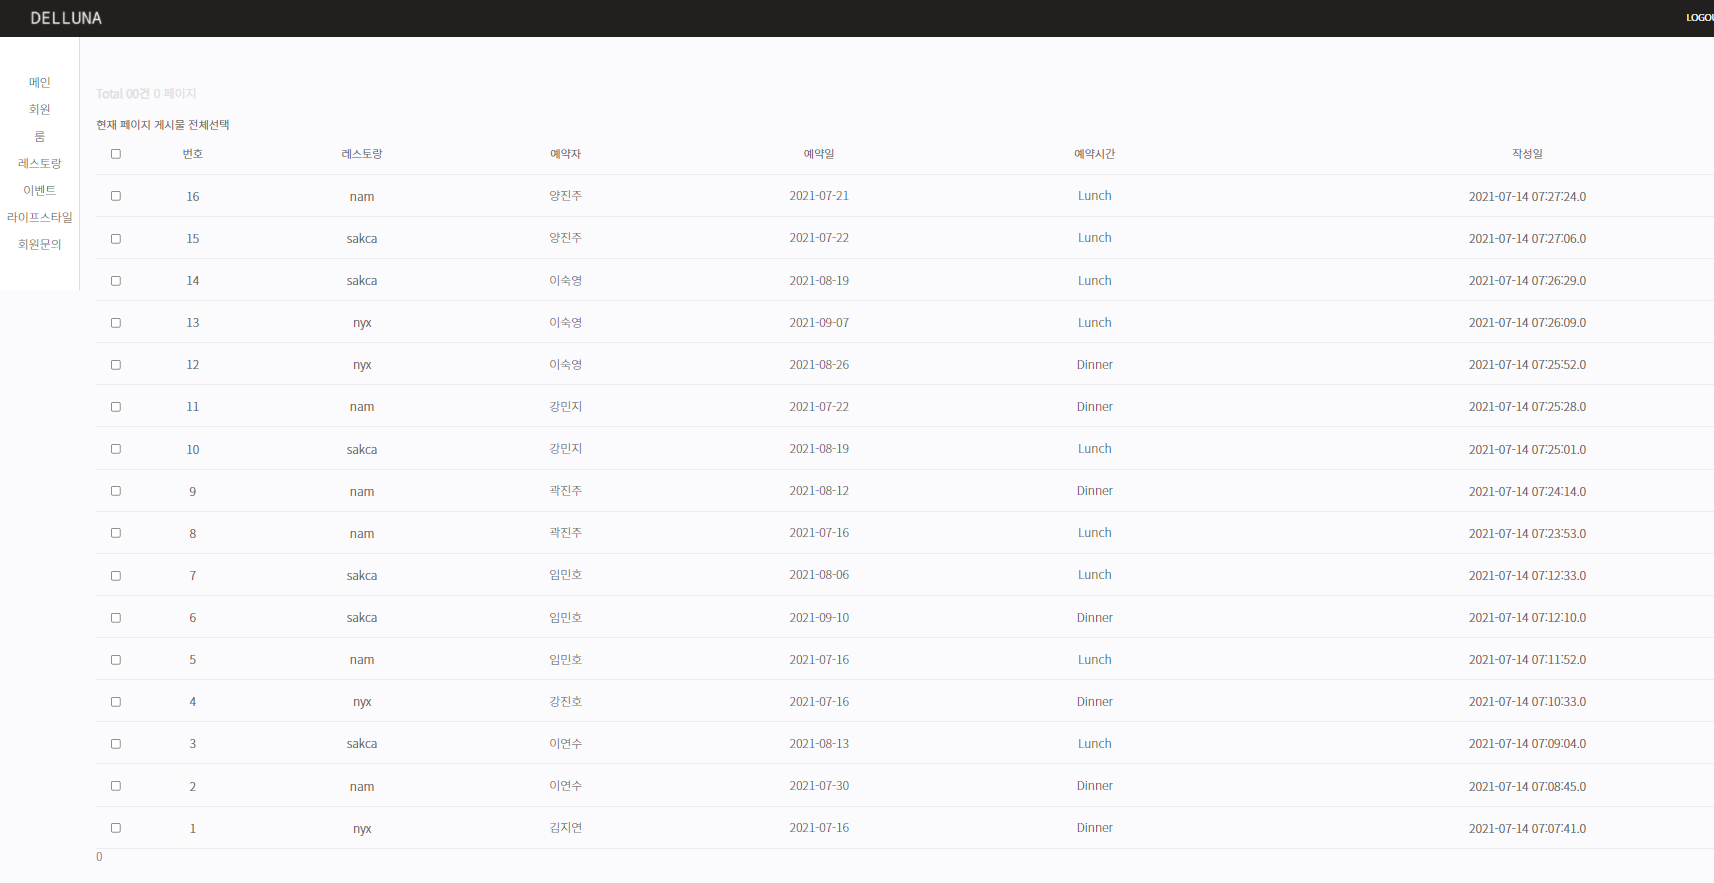 DELLUNA
LOGOU
메인
회원
룸
레스토랑
이벤트
라이프스타일
회원문의
Total 00건 0 페이지
현재 페이지 게시물 전체선택
번호 레스토랑 예약자 예약일 예약시간 작성일
16 nam 양진주 2021-07-21 Lunch 2021-07-14 07:27:24.0
15 sakca 양진주 2021-07-22 Lunch 2021-07-14 07:27:06.0
14 sakca 이숙영 2021-08-19 Lunch 2021-07-14 07:26:29.0
13 nyx 이숙영 2021-09-07 Lunch 2021-07-14 07:26:09.0
12 nyx 이숙영 2021-08-26 Dinner 2021-07-14 07:25:52.0
11 nam 강민지 2021-07-22 Dinner 2021-07-14 07:25:28.0
10 sakca 강민지 2021-08-19 Lunch 2021-07-14 07:25:01.0
9 nam 곽진주 2021-08-12 Dinner 2021-07-14 07:24:14.0
8 nam 곽진주 2021-07-16 Lunch 2021-07-14 07:23:53.0
7 sakca 임민호 2021-08-06 Lunch 2021-07-14 07:12:33.0
6 sakca 임민호 2021-09-10 Dinner 2021-07-14 07:12:10.0
5 nam 임민호 2021-07-16 Lunch 2021-07-14 07:11:52.0
4 nyx 강진호 2021-07-16 Dinner 2021-07-14 07:10:33.0
3 sakca 이연수 2021-08-13 Lunch 2021-07-14 07:09:04.0
2 nam 이연수 2021-07-30 Dinner 2021-07-14 07:08:45.0
1 nyx 김지연 2021-07-16 Dinner 2021-07-14 07:07:41.0
0